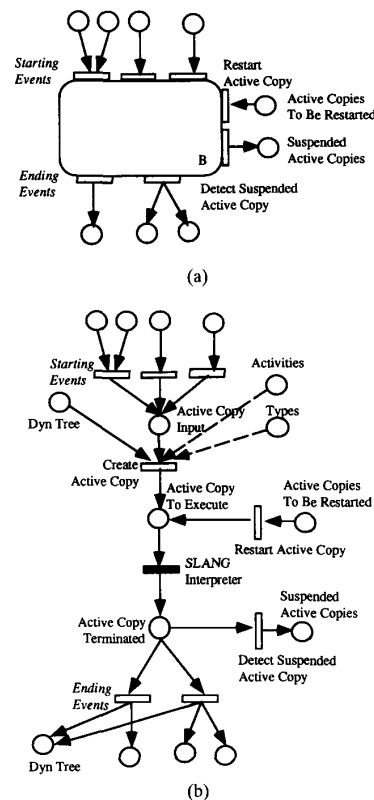 Starting
Events
Restart
Active Copy
Active Copies
To Be Restarted
Suspended
Active Copies
B
Ending
Events
Detect Suspended
Active Copy
(a)
Starting
Events
Activities
Dyn Tree
Active Copy
Input
Types
Create
Active Copy
Active Copy
To Execute
Active Copies
To Be Restarted
Restart Active Copy
SLANG
Interpreter
Suspended
Active Copies
Active Copy
Terminated
Detect Suspended
Active Copy
Ending
Events
Dyn Tree
(b)